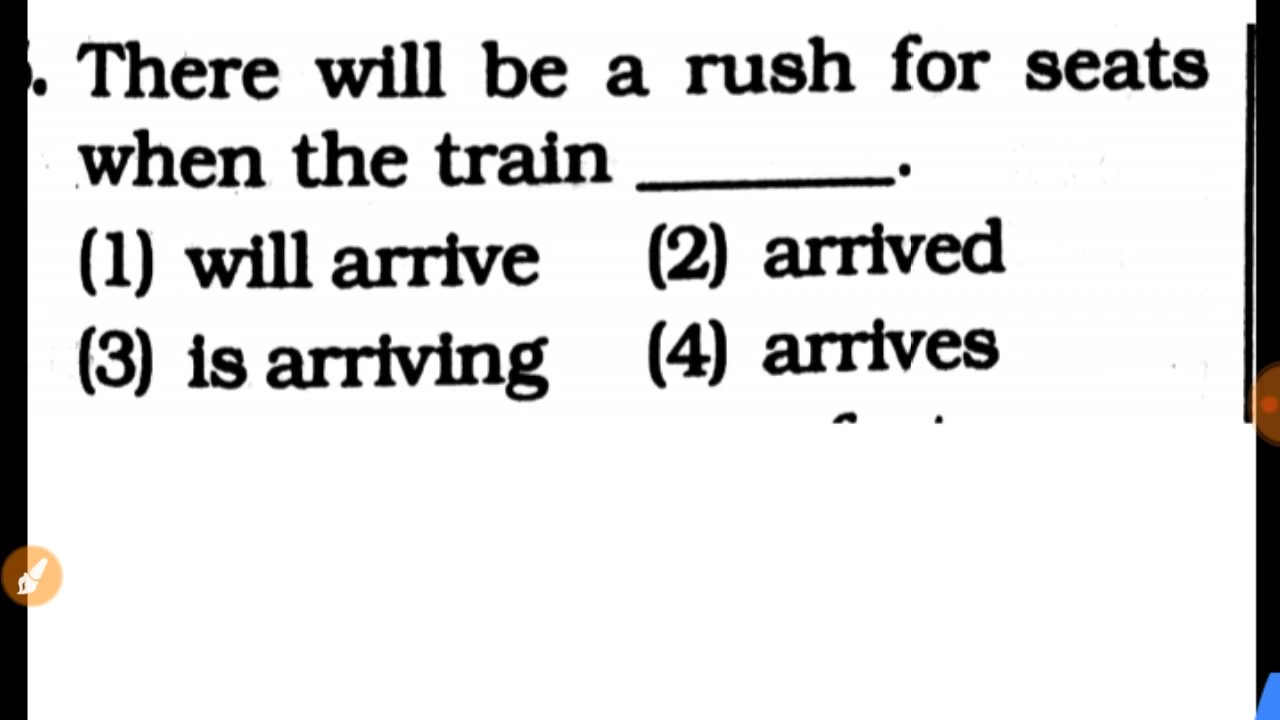 . There will be a rush for seats
when the train ________.
(1) will arrive (2) arrived
(3) is arriving (4) arrives